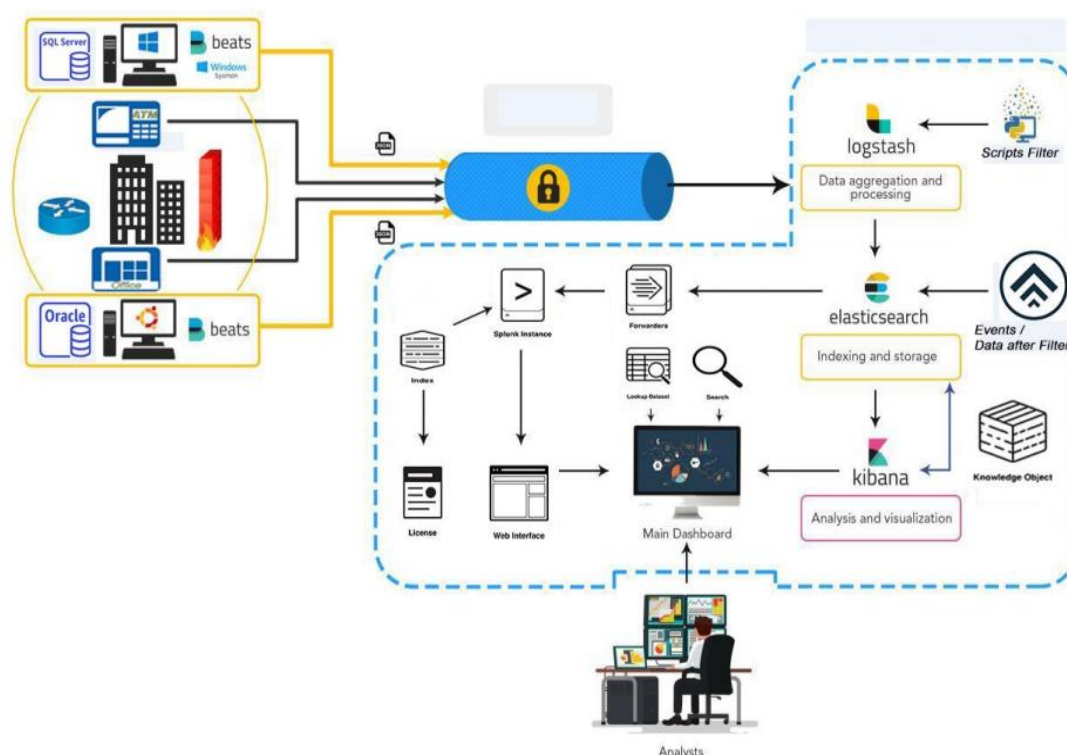 SQL Server
beats
Windows
Sysmon
ATM
JSON
logstash
Scripts Filter
Data aggregation and
processing
JSON
Office
Oracle
beats
Splunk Instance
Forwarders
elasticsearch
Events /
Data after Filter
Indexing and storage
Index
Lookup Dataset
Search
kibana
Knowledge Object
License
Web Interface
Main Dashboard
Analysis and visualization
Analysts